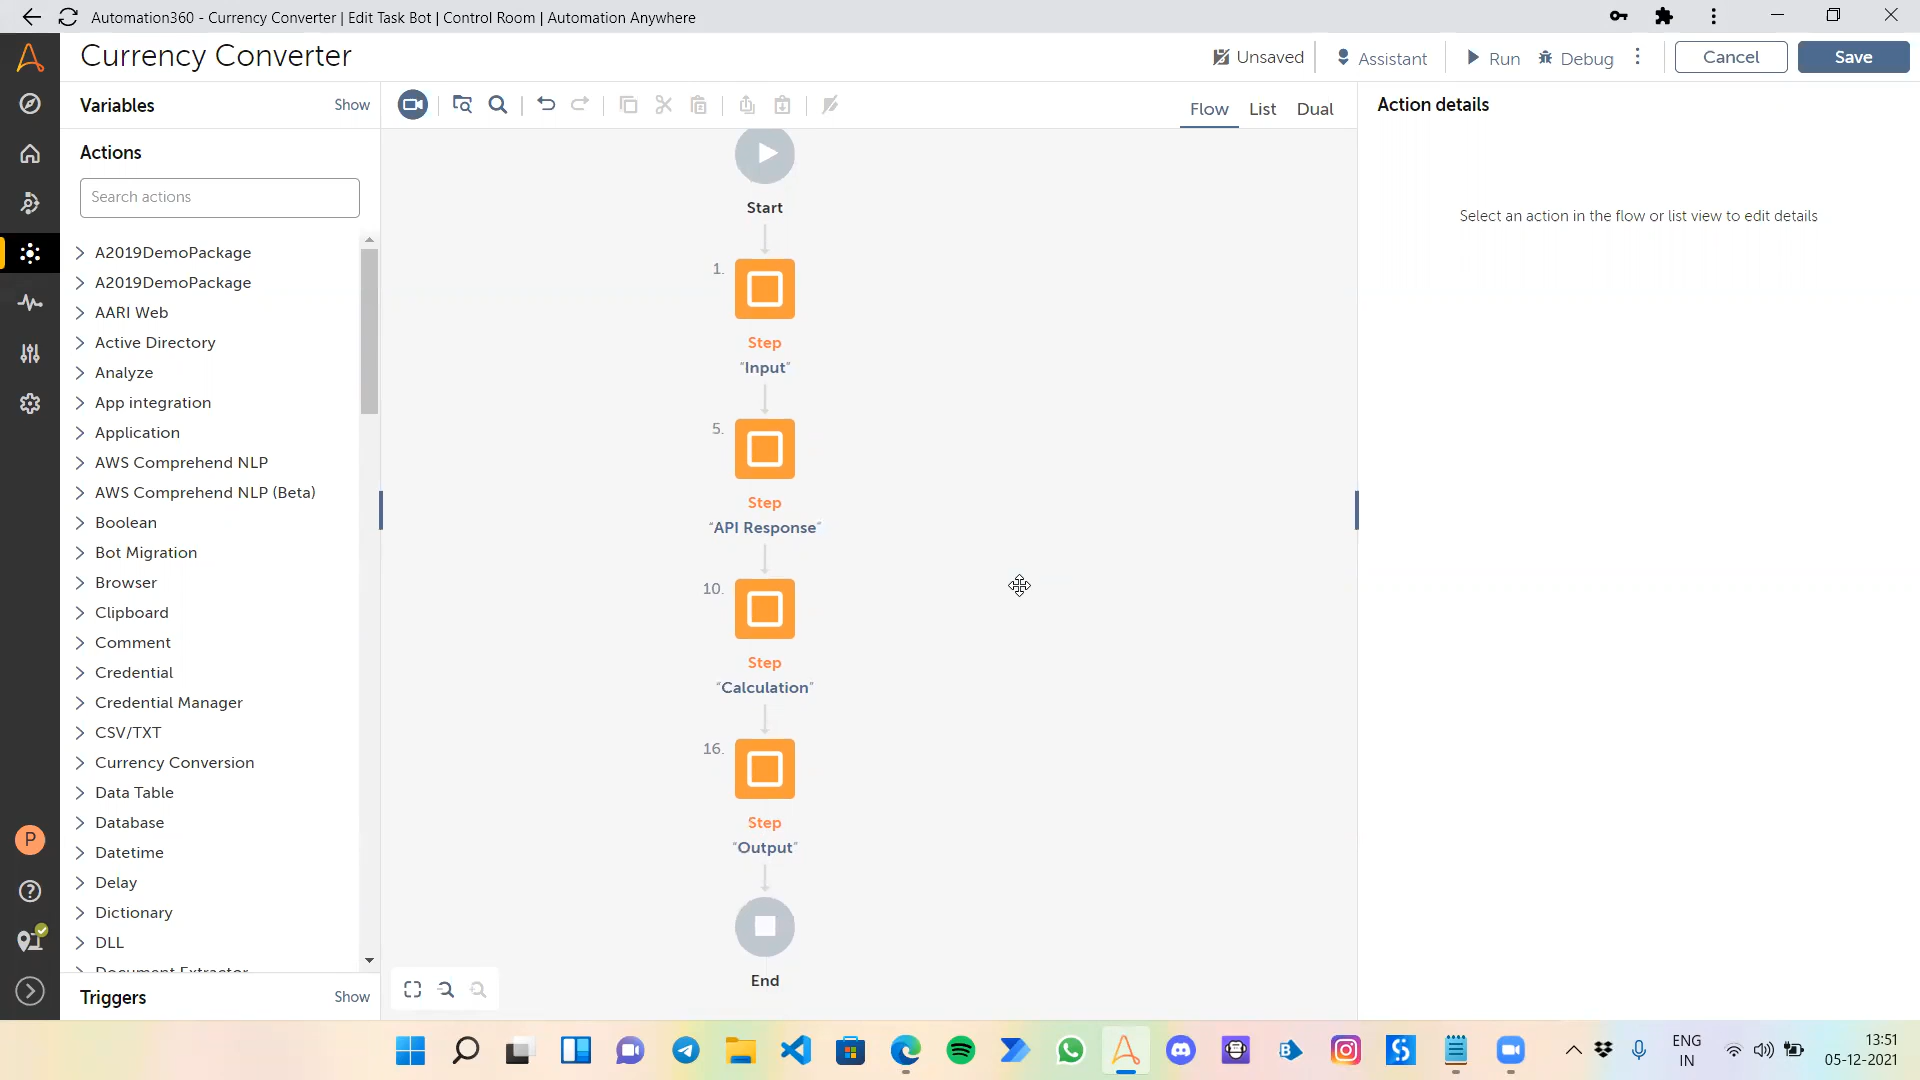 Automation360 - Currency Converter | Edit Task Bot | Control Room | Automation Anywhere
Currency Converter
Unsaved
Assistant
Run
Debug
Cancel
Save
Variables
Show
Flow
List
Dual
Action details
Actions
Search actions
Select an action in the flow or list view to edit details
A2019DemoPackage
A2019DemoPackage
AARI Web
Active Directory
Analyze
App integration
Application
AWS Comprehend NLP
AWS Comprehend NLP (Beta)
Boolean
Bot Migration
Browser
Clipboard
Comment
Credential
Credential Manager
CSV/TXT
Currency Conversion
Data Table
Database
Datetime
Delay
Dictionary
DLL
Document Extractor
Triggers
Show
Start
1.
Step
"Input"
5.
Step
"API Response"
10.
Step
"Calculation"
16.
Step
"Output"
End
P
ENG
IN
13:51
05-12-2021